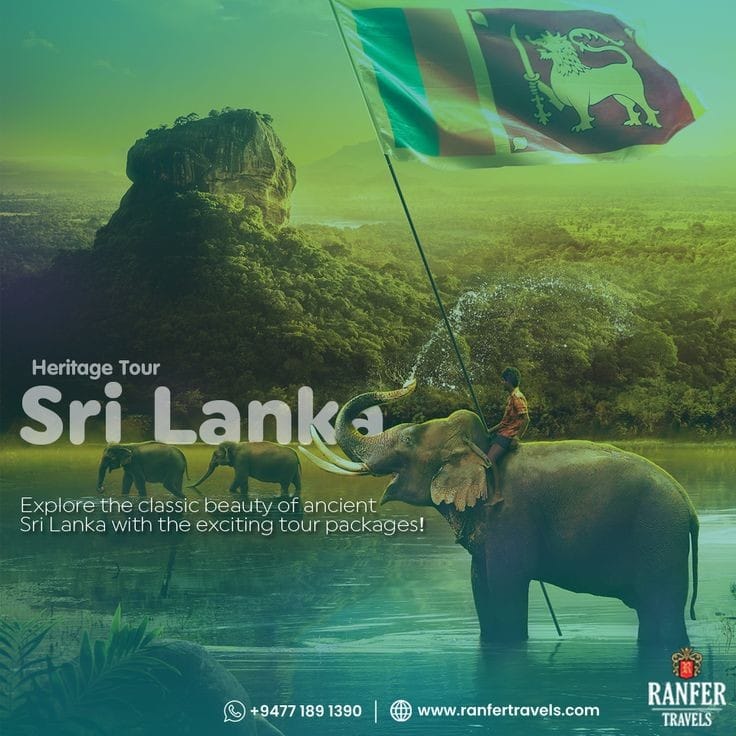 Heritage Tour
Sri Lanka
Explore the classic beauty of ancient
Sri Lanka with the exciting tour packages!
+9477 189 1390 | www.ranfertravels.com
RANFER
TRAVELS